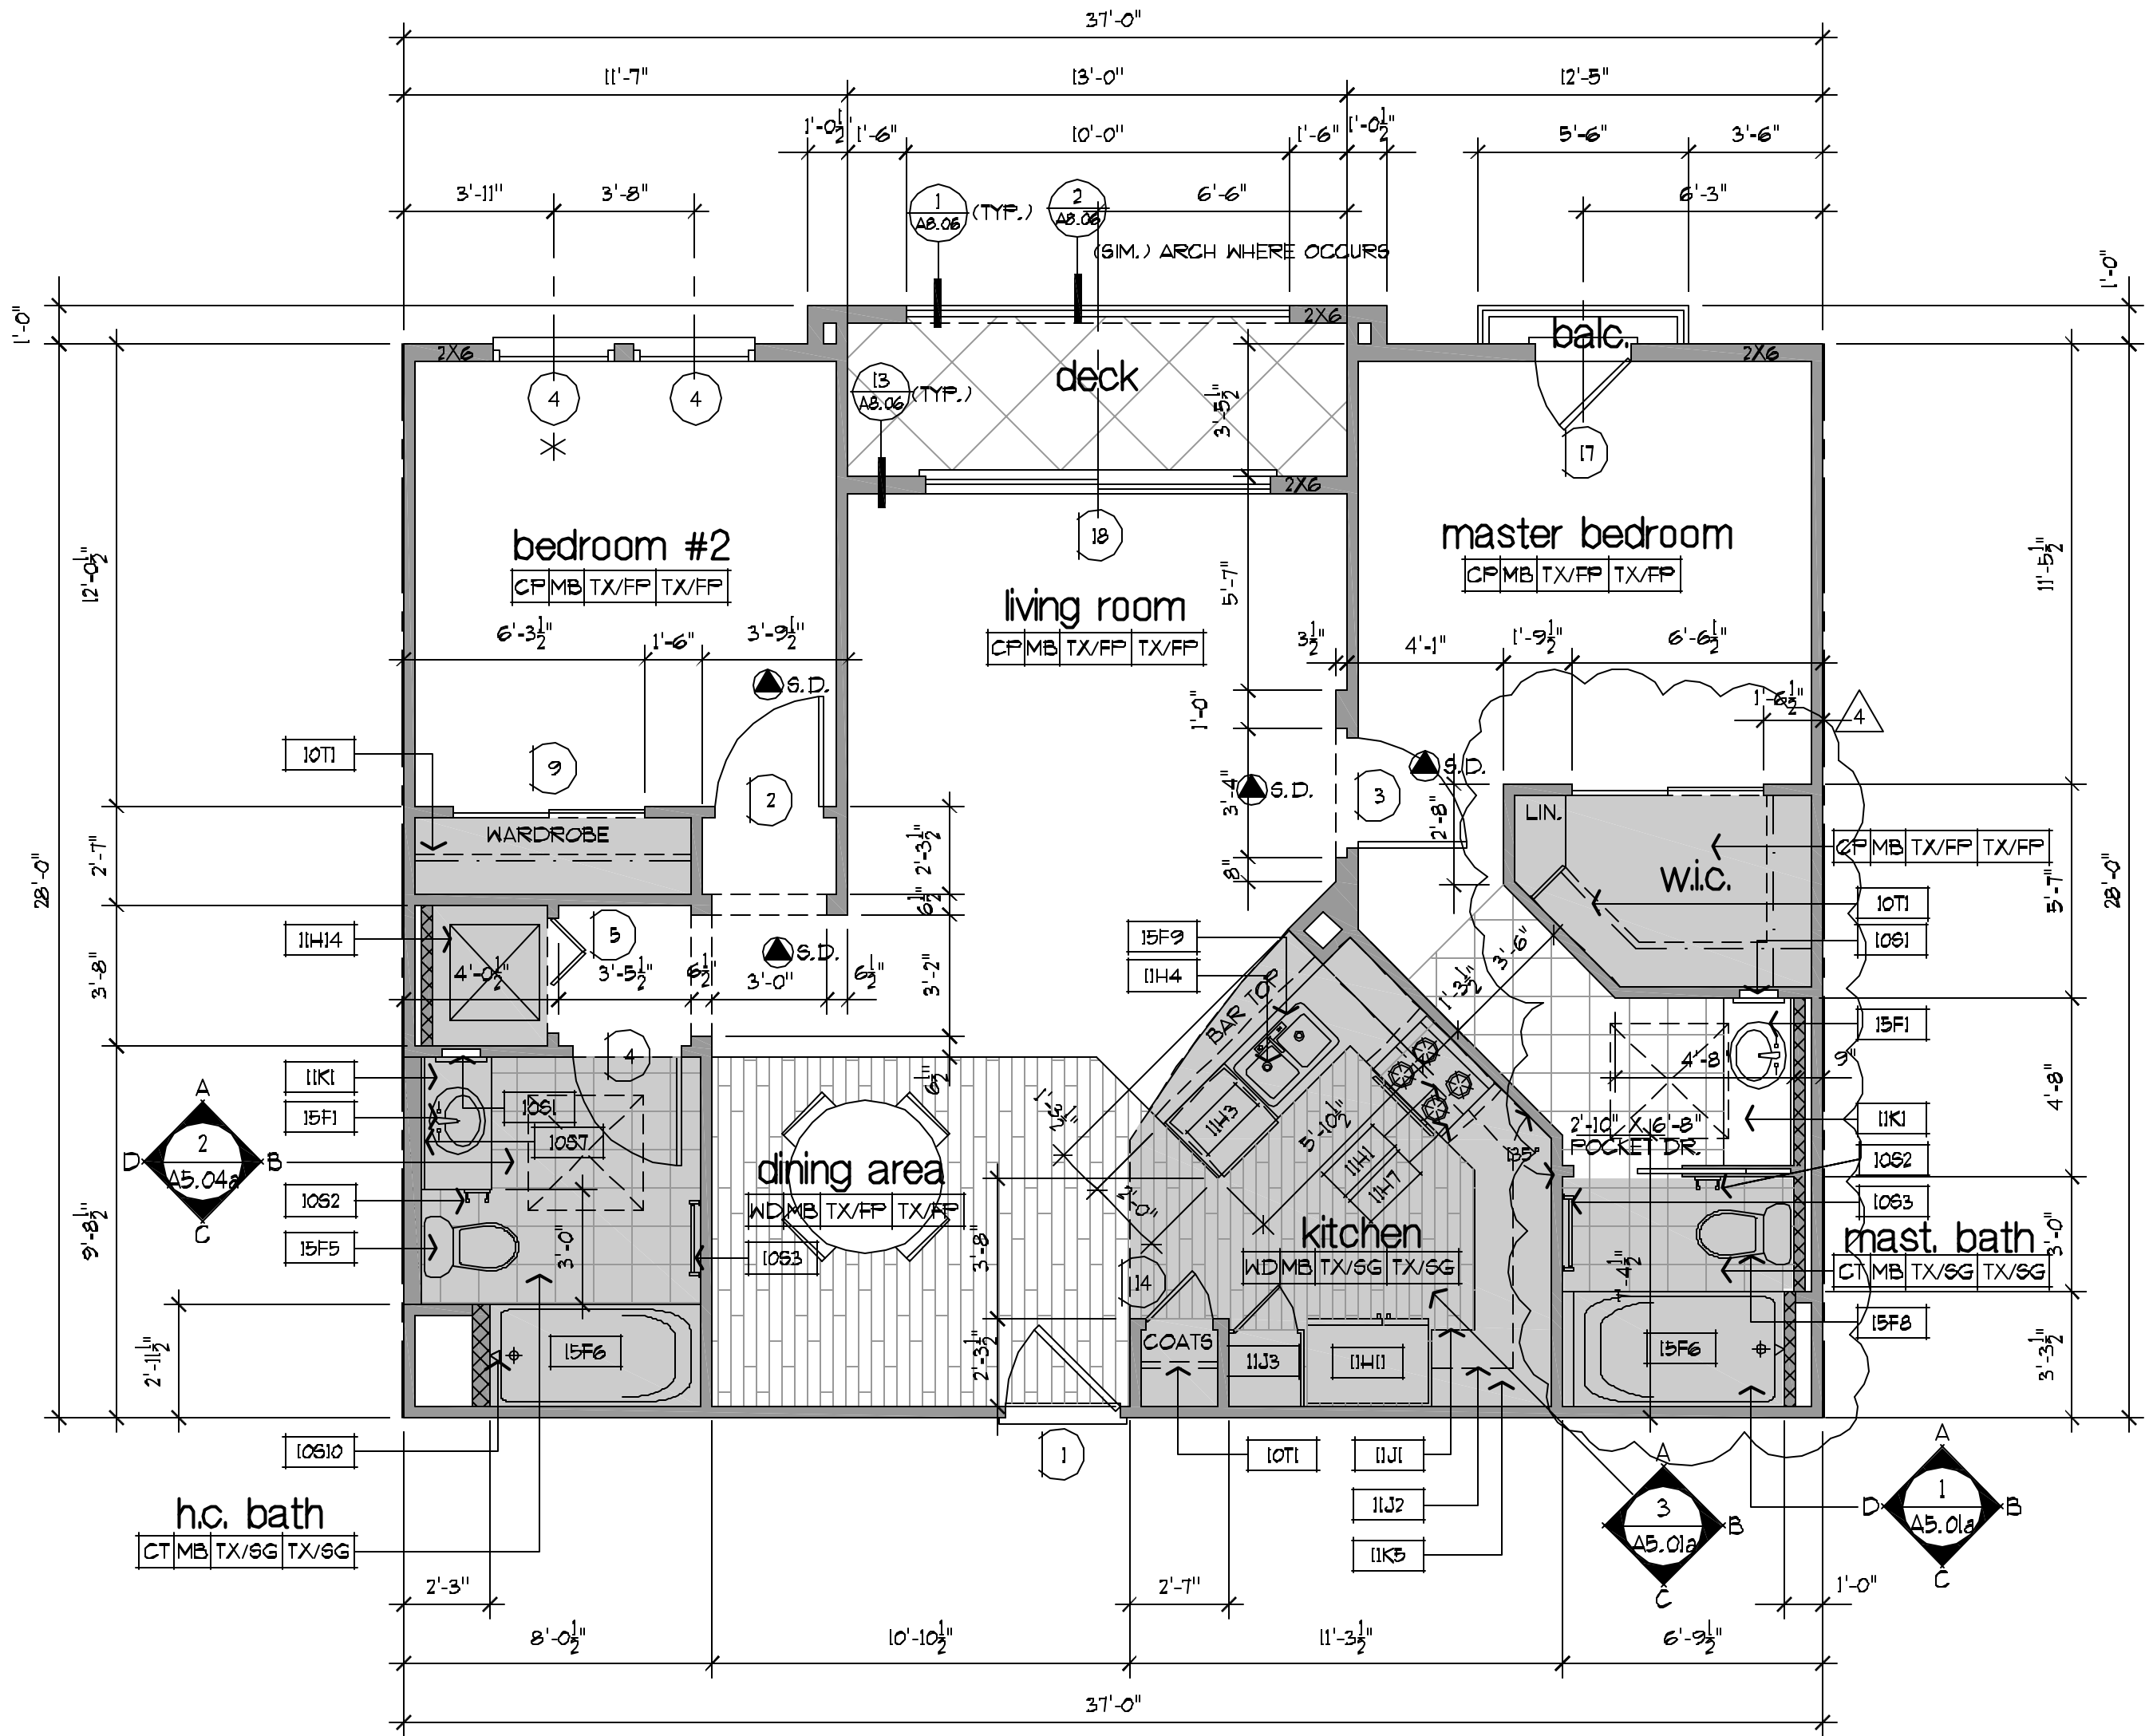 37'-0"
11'-7"
13'-0"
12'-5"
1'-0½"
1'-6"
10'-0"
1'-6"
1'-0½"
5'-6"
3'-6"
3'-11"
3'-8"
6'-6"
6'-3"
1
A8.06
(TYP.)
2
A8.06
(SIM.) ARCH WHERE OCCURS
1'-0"
1'-0"
2X6
2X6
2X6
balc.
deck
4
4
13
A8.06
(TYP.)
3'-5½"
17
2X6
18
bedroom #2
CP MB TX/FP TX/FP
living room
CP MB TX/FP TX/FP
master bedroom
CP MB TX/FP TX/FP
12'-0½"
11'-5½"
5'-7"
6'-3½"
1'-6"
3'-9½"
3½"
4'-1"
1'-9½"
6'-6½"
S.D.
1'-0"
1'-6½"
4
10T1
9
2
3
S.D.
S.D.
3'-4"
2'-8"
8"
WARDROBE
LIN.
w.i.c.
CP MB TX/FP TX/FP
28'-0"
2'-7"
2'-3½"
6½"
5'-7"
28'-0"
10T1
10S1
11H14
5
S.D.
15F9
11H4
4'-0½"
3'-5½"
6½"
3'-0"
6½"
3'-8"
3'-2"
3'-6"
1'-3½"
BAR TOP
15F1
4
6½"
4'-8
9"
4'-8"
11K1
15F1
10S1
10S7
A
2
A5.04a
B
C
D
1'-3½"
11H3
5'-10½"
11H1
11H7
135°
2'-10" X 6'-8"
POCKET DR.
11K1
10S2
10S3
dining area
WD MB TX/FP TX/FP
10S3
10S2
15F5
9'-8½"
3'-0"
3'-8"
2'-0"
14
kitchen
WD MB TX/SG TX/SG
mast. bath
CT MB TX/SG TX/SG
3'-0"
15F8
2'-11½"
15F6
2'-3½"
COATS
11J3
11H11
15F6
3'-3½"
10S10
1
10T1
11J1
11J2
11K5
h.c. bath
CT MB TX/SG TX/SG
A
3
A5.01a
B
C
A
1
A5.01a
B
C
D
2'-3"
2'-7"
1'-0"
8'-0½"
10'-10½"
11'-3½"
6'-9½"
37'-0"